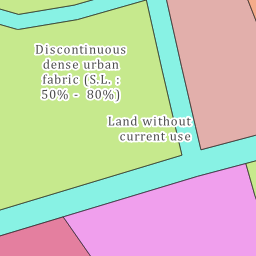 Discontinuous
dense urban
fabric (S.L. :
50% - 80%)
Land without
current use